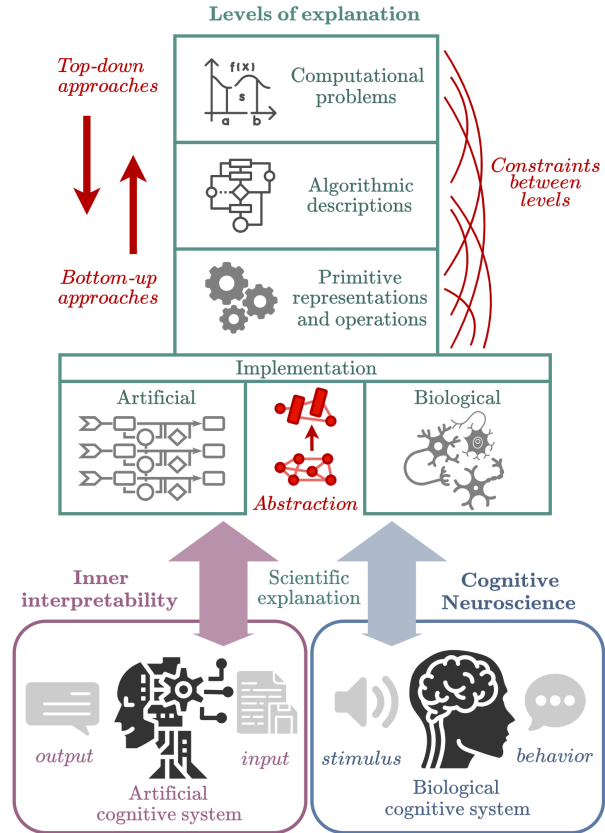 Levels of explanation
Top-down
approaches
f(x)
S
a
b
Computational
problems
Algorithmic
descriptions
Constraints
between
levels
Bottom-up
approaches
Primitive
representations
and operations
Implementation
Artificial
Abstraction
Biological
Inner
interpretability
Scientific
explanation
Cognitive
Neuroscience
output
input
Artificial
cognitive system
stimulus
behavior
Biological
cognitive system